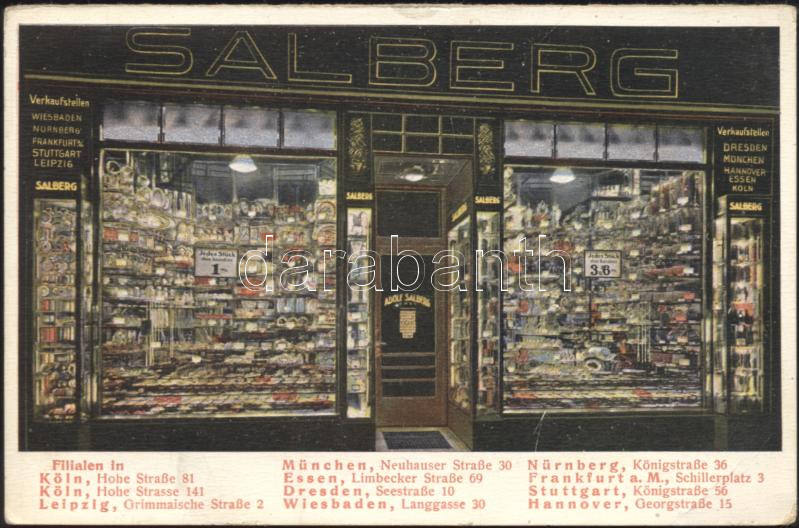 SALBERG
Verkaufstellen
WIESBADEN
NÜRNBERG
FRANKFURT
STUTTGART
LEIPZIG
SALBERG
Verkaufstellen
DRESDEN
MÜNCHEN
HANNOVER
ESSEN
KÖLN
SALBERG
SALBERG
SALBERG
SALBERG
Jedes Stück
1.-
Jedes Stück
ADOLF SALBERG
darabanth
Filialen in
Köln, Hohe Straße 81
Köln, Hohe Strasse 141
Leipzig, Grimmaische Straße 2
München, Neuhauser Straße 30
Essen, Limbecker Straße 69
Dresden, Seestraße 10
Wiesbaden, Langgasse 30
Nürnberg, Königstraße 36
Frankfurt a. M., Schillerplatz 3
Stuttgart, Königstraße 56
Hannover, Georgstraße 15